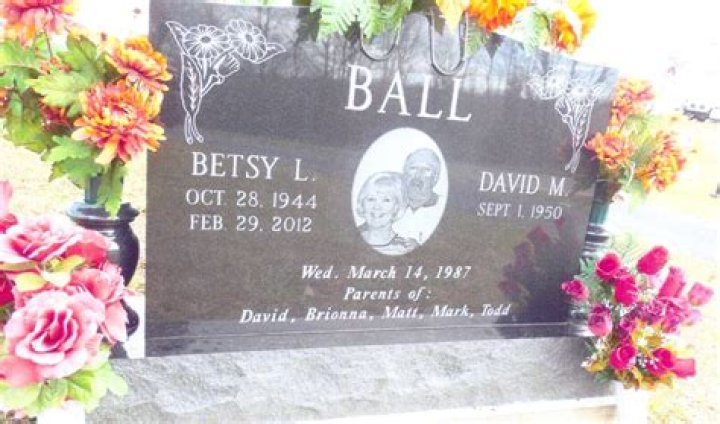 BALL
BETSY L.
OCT. 28, 1944
FEB. 29, 2012
DAVID M.
SEPT 1, 1950
Wed. March 14, 1987
Parents of:
David, Brionna, Matt, Mark, Todd